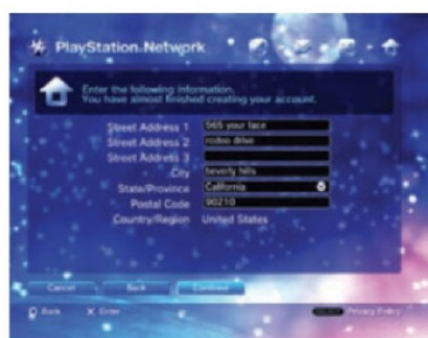 PlayStation Network
Enter the following information.
You have almost finished creating your account.
Street Address 1 565 your face
Street Address 2 rodeo drive
Street Address 3
City beverly hills
State/Province California
Postal Code 90210
Country/Region United States
Cancel Back Continue
Back X Enter SELECT Privacy Policy